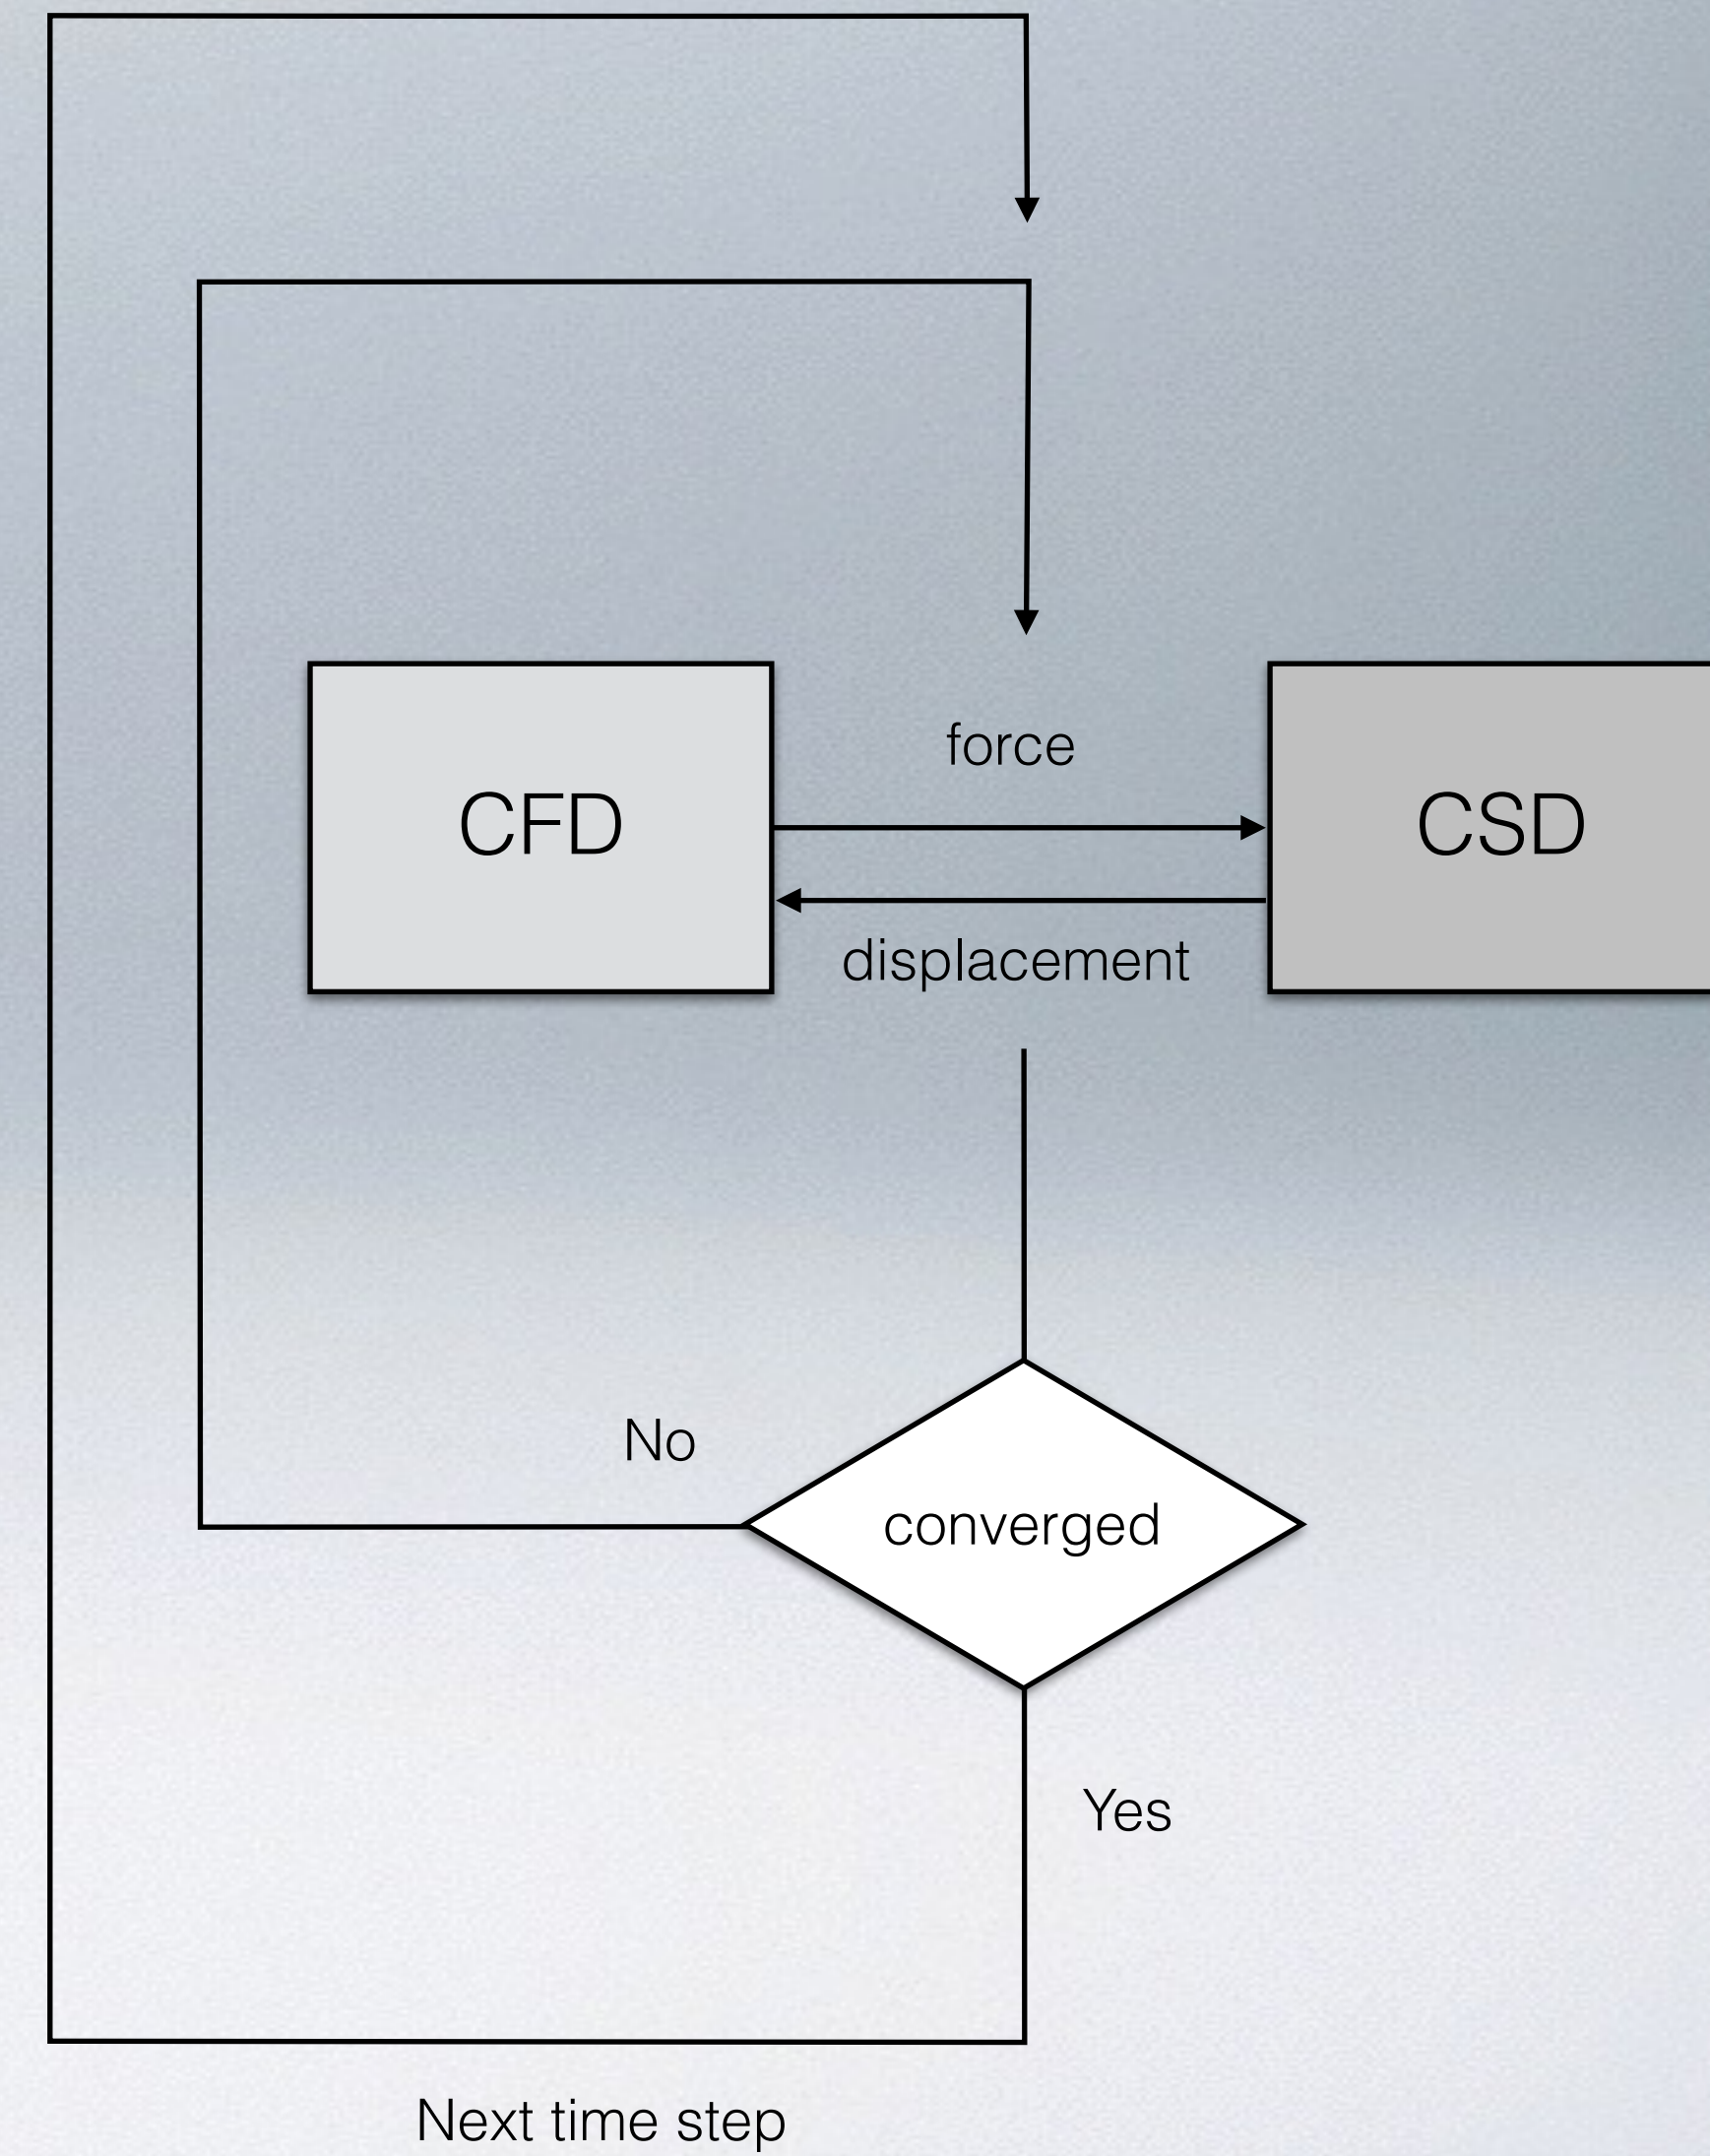 force
CFD
CSD
displacement
No
converged
Yes
Next time step